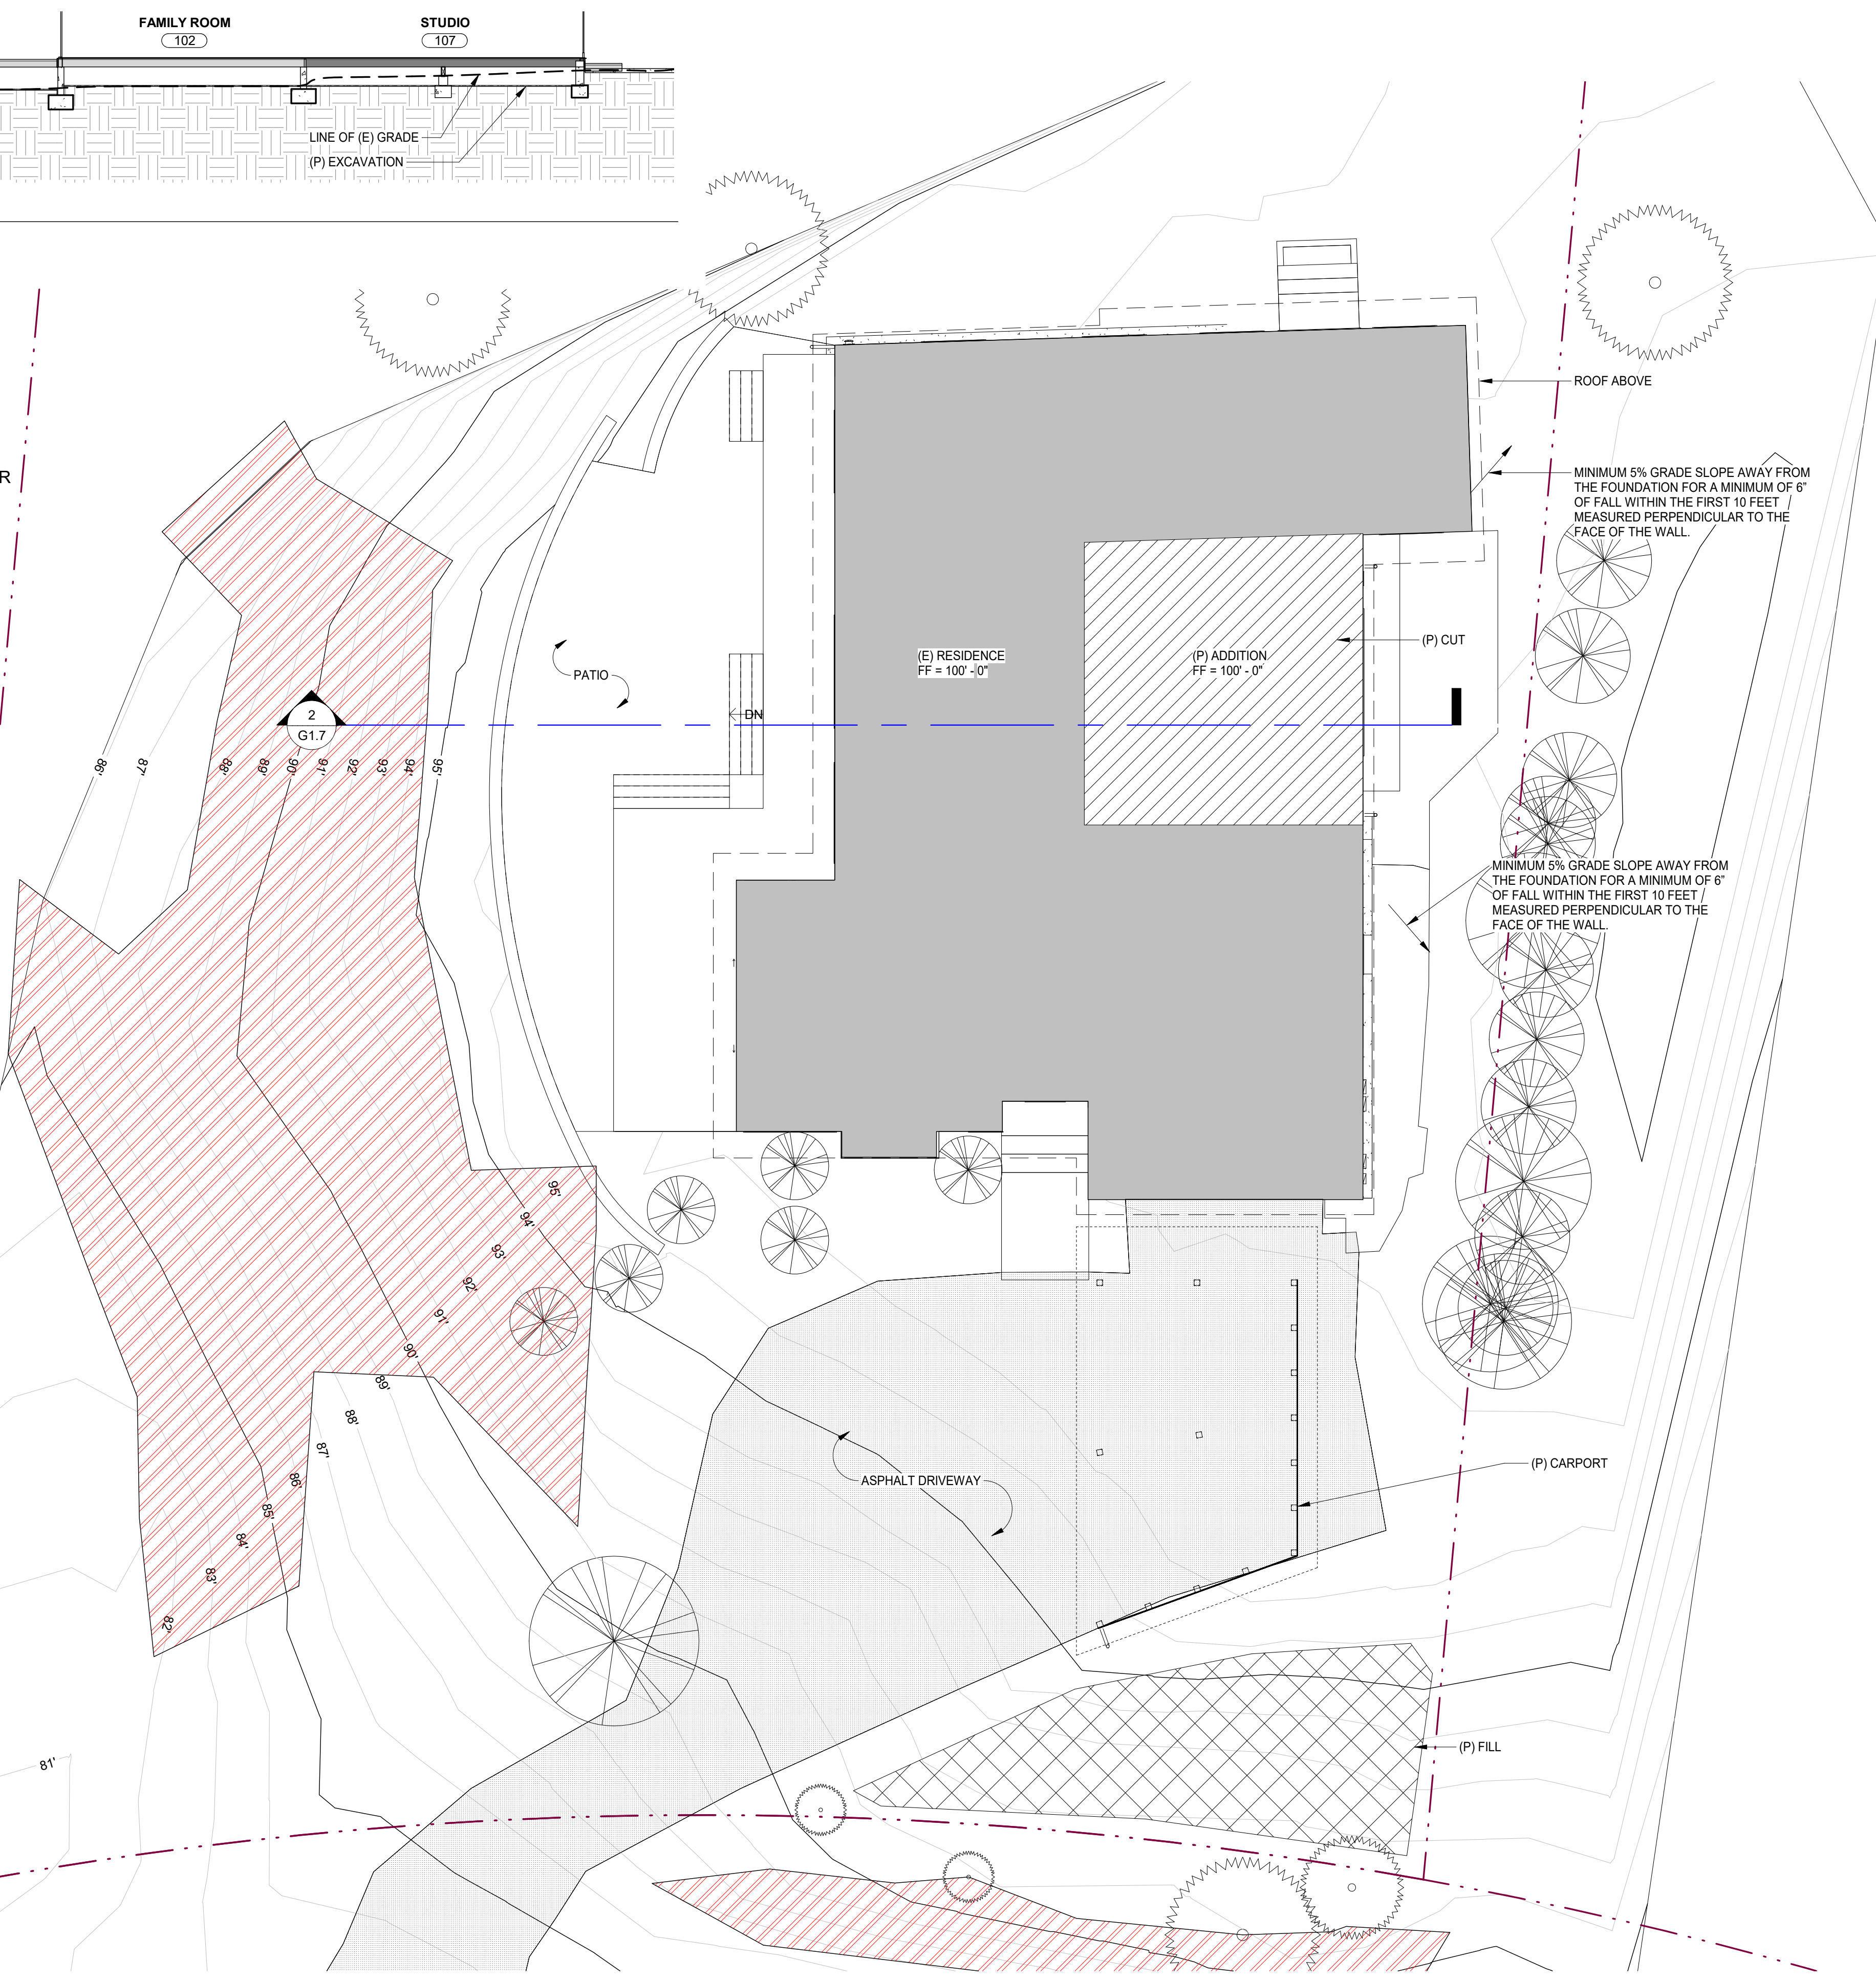 FAMILY ROOM
102
STUDIO
107
LINE OF (E) GRADE
(P) EXCAVATION
R
ROOF ABOVE
MINIMUM 5% GRADE SLOPE AWAY FROM
THE FOUNDATION FOR A MINIMUM OF 6"
OF FALL WITHIN THE FIRST 10 FEET
MEASURED PERPENDICULAR TO THE
FACE OF THE WALL.
(P) CUT
(E) RESIDENCE
FF = 100' - 0"
(P) ADDITION
FF = 100' - 0"
PATIO
DN
2
G1.7
86'
87'
88'
89'
90'
91'
92'
93'
94'
95'
MINIMUM 5% GRADE SLOPE AWAY FROM
THE FOUNDATION FOR A MINIMUM OF 6"
OF FALL WITHIN THE FIRST 10 FEET
MEASURED PERPENDICULAR TO THE
FACE OF THE WALL.
95'
94'
93'
92'
91'
90'
89'
88'
87'
86'
85'
84'
83'
82'
81'
ASPHALT DRIVEWAY
(P) CARPORT
(P) FILL